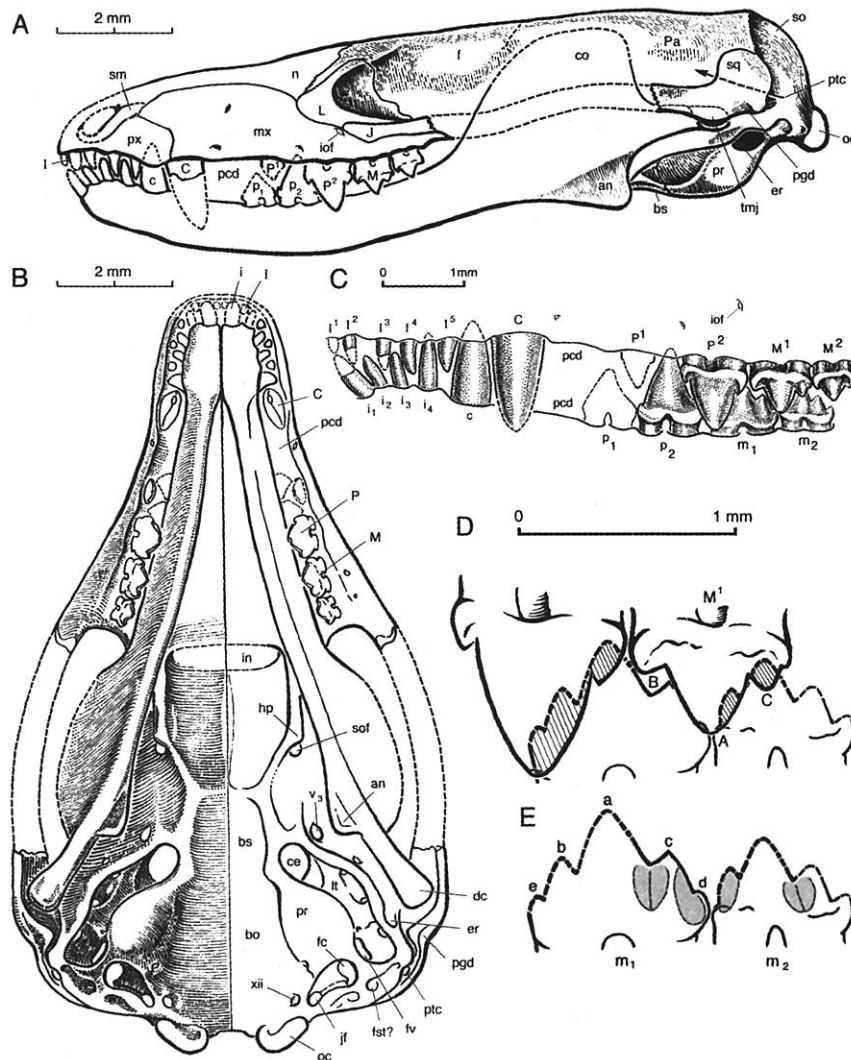 A
2 mm
sm
n
f
co
Pa
so
sq
ptc
px
mx
L
iof
J
I
c
C
pcd
P1
p1
p2
P2
M
an
bs
pr
oc
pgd
er
tmj
B
2 mm
i
I
C
pcd
P
M
in
hp
sof
v3
an
bs
ce
lt
dc
pr
er
bo
pgd
fc
xii
ptc
jf
fst?
fv
oc
C
0 1mm
I1 I2 I3 I4 I5 C P1 iof P2 M1 M2
pcd
pcd
i1 i2 i3 i4 c p1 p2 m1 m2
D
0 1 mm
M1
B
C
A
E
a
b
c
e
d
m1 m2